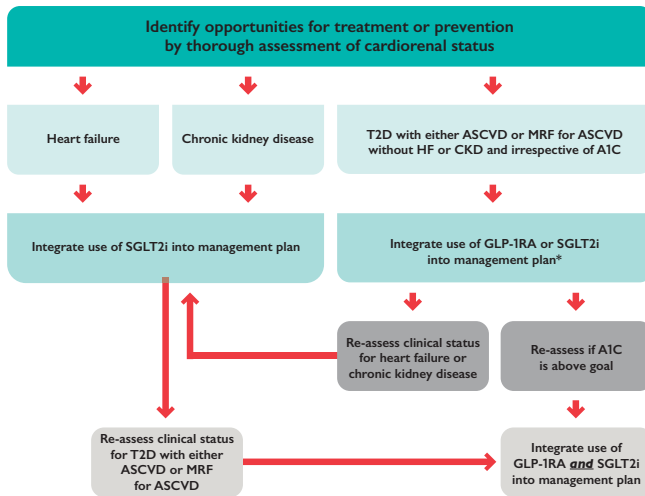 Identify opportunities for treatment or prevention
by thorough assessment of cardiorenal status
Heart failure
Chronic kidney disease
T2D with either ASCVD or MRF for ASCVD
without HF or CKD and irrespective of A1C
Integrate use of SGLT2i into management plan
Integrate use of GLP-1RA or SGLT2i
into management plan*
Re-assess clinical status
for heart failure or
chronic kidney disease
Re-assess if A1C
is above goal
Re-assess clinical status
for T2D with either
ASCVD or MRF
for ASCVD
Integrate use of
GLP-1RA and SGLT2i
into management plan